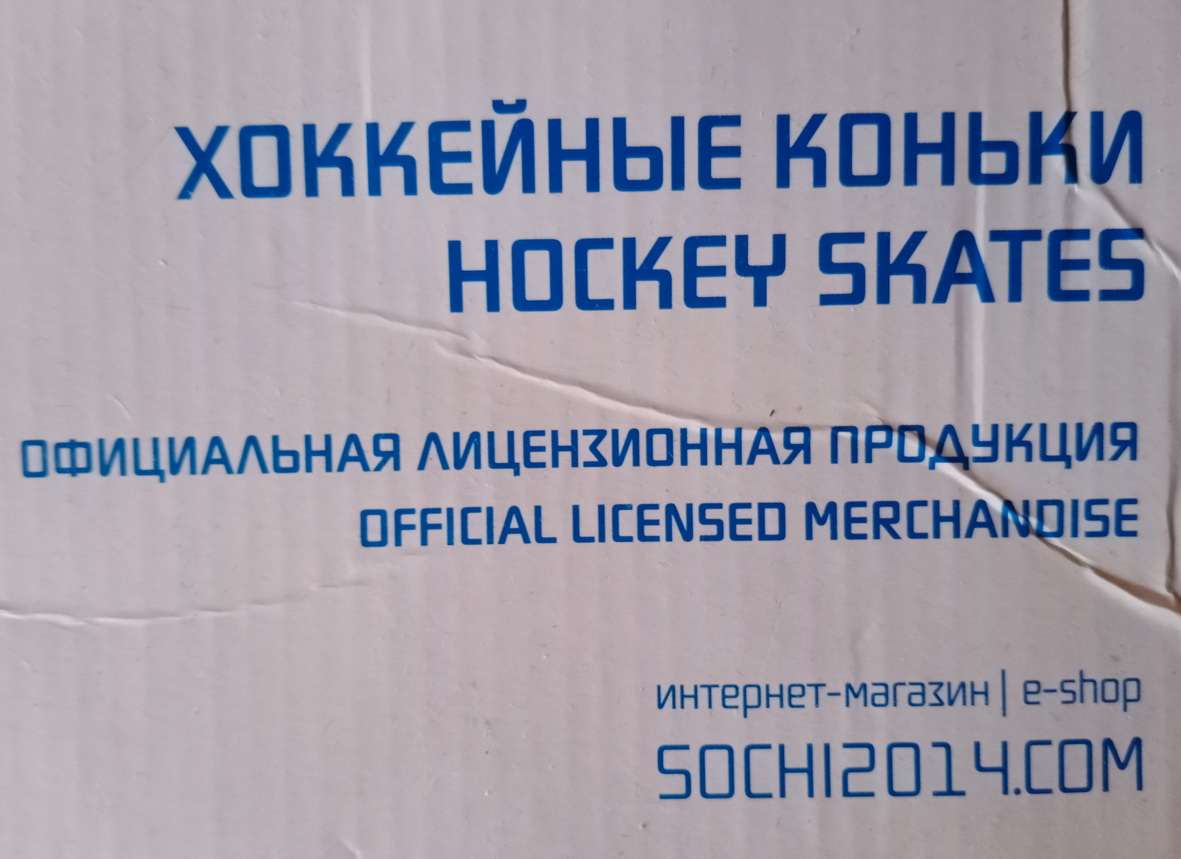 ХОККЕЙНЫЕ КОНЬКИ
HOCKEY SKATES
ОФИЦИАЛЬНАЯ ЛИЦЕНЗИОННАЯ ПРОДУКЦИЯ
OFFICIAL LICENSED MERCHANDISE
интернет-магазин | e-shop
SOCHI2014.COM